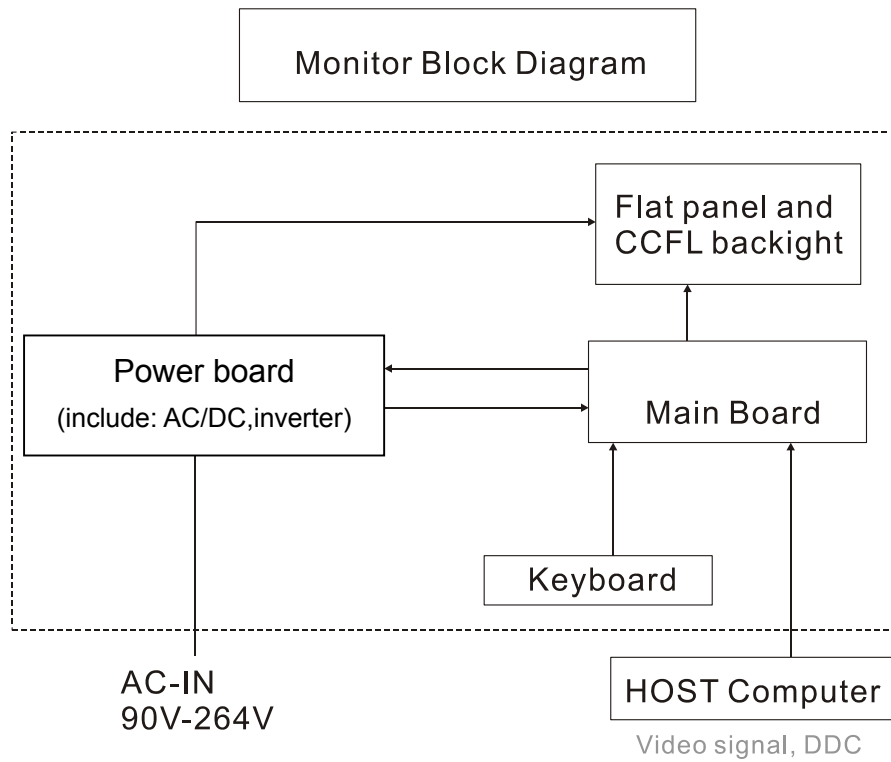 Monitor Block Diagram
Flat panel and
CCFL backight
Power board
(include: AC/DC,inverter)
Main Board
Keyboard
AC-IN
90V-264V
HOST Computer
Video signal, DDC